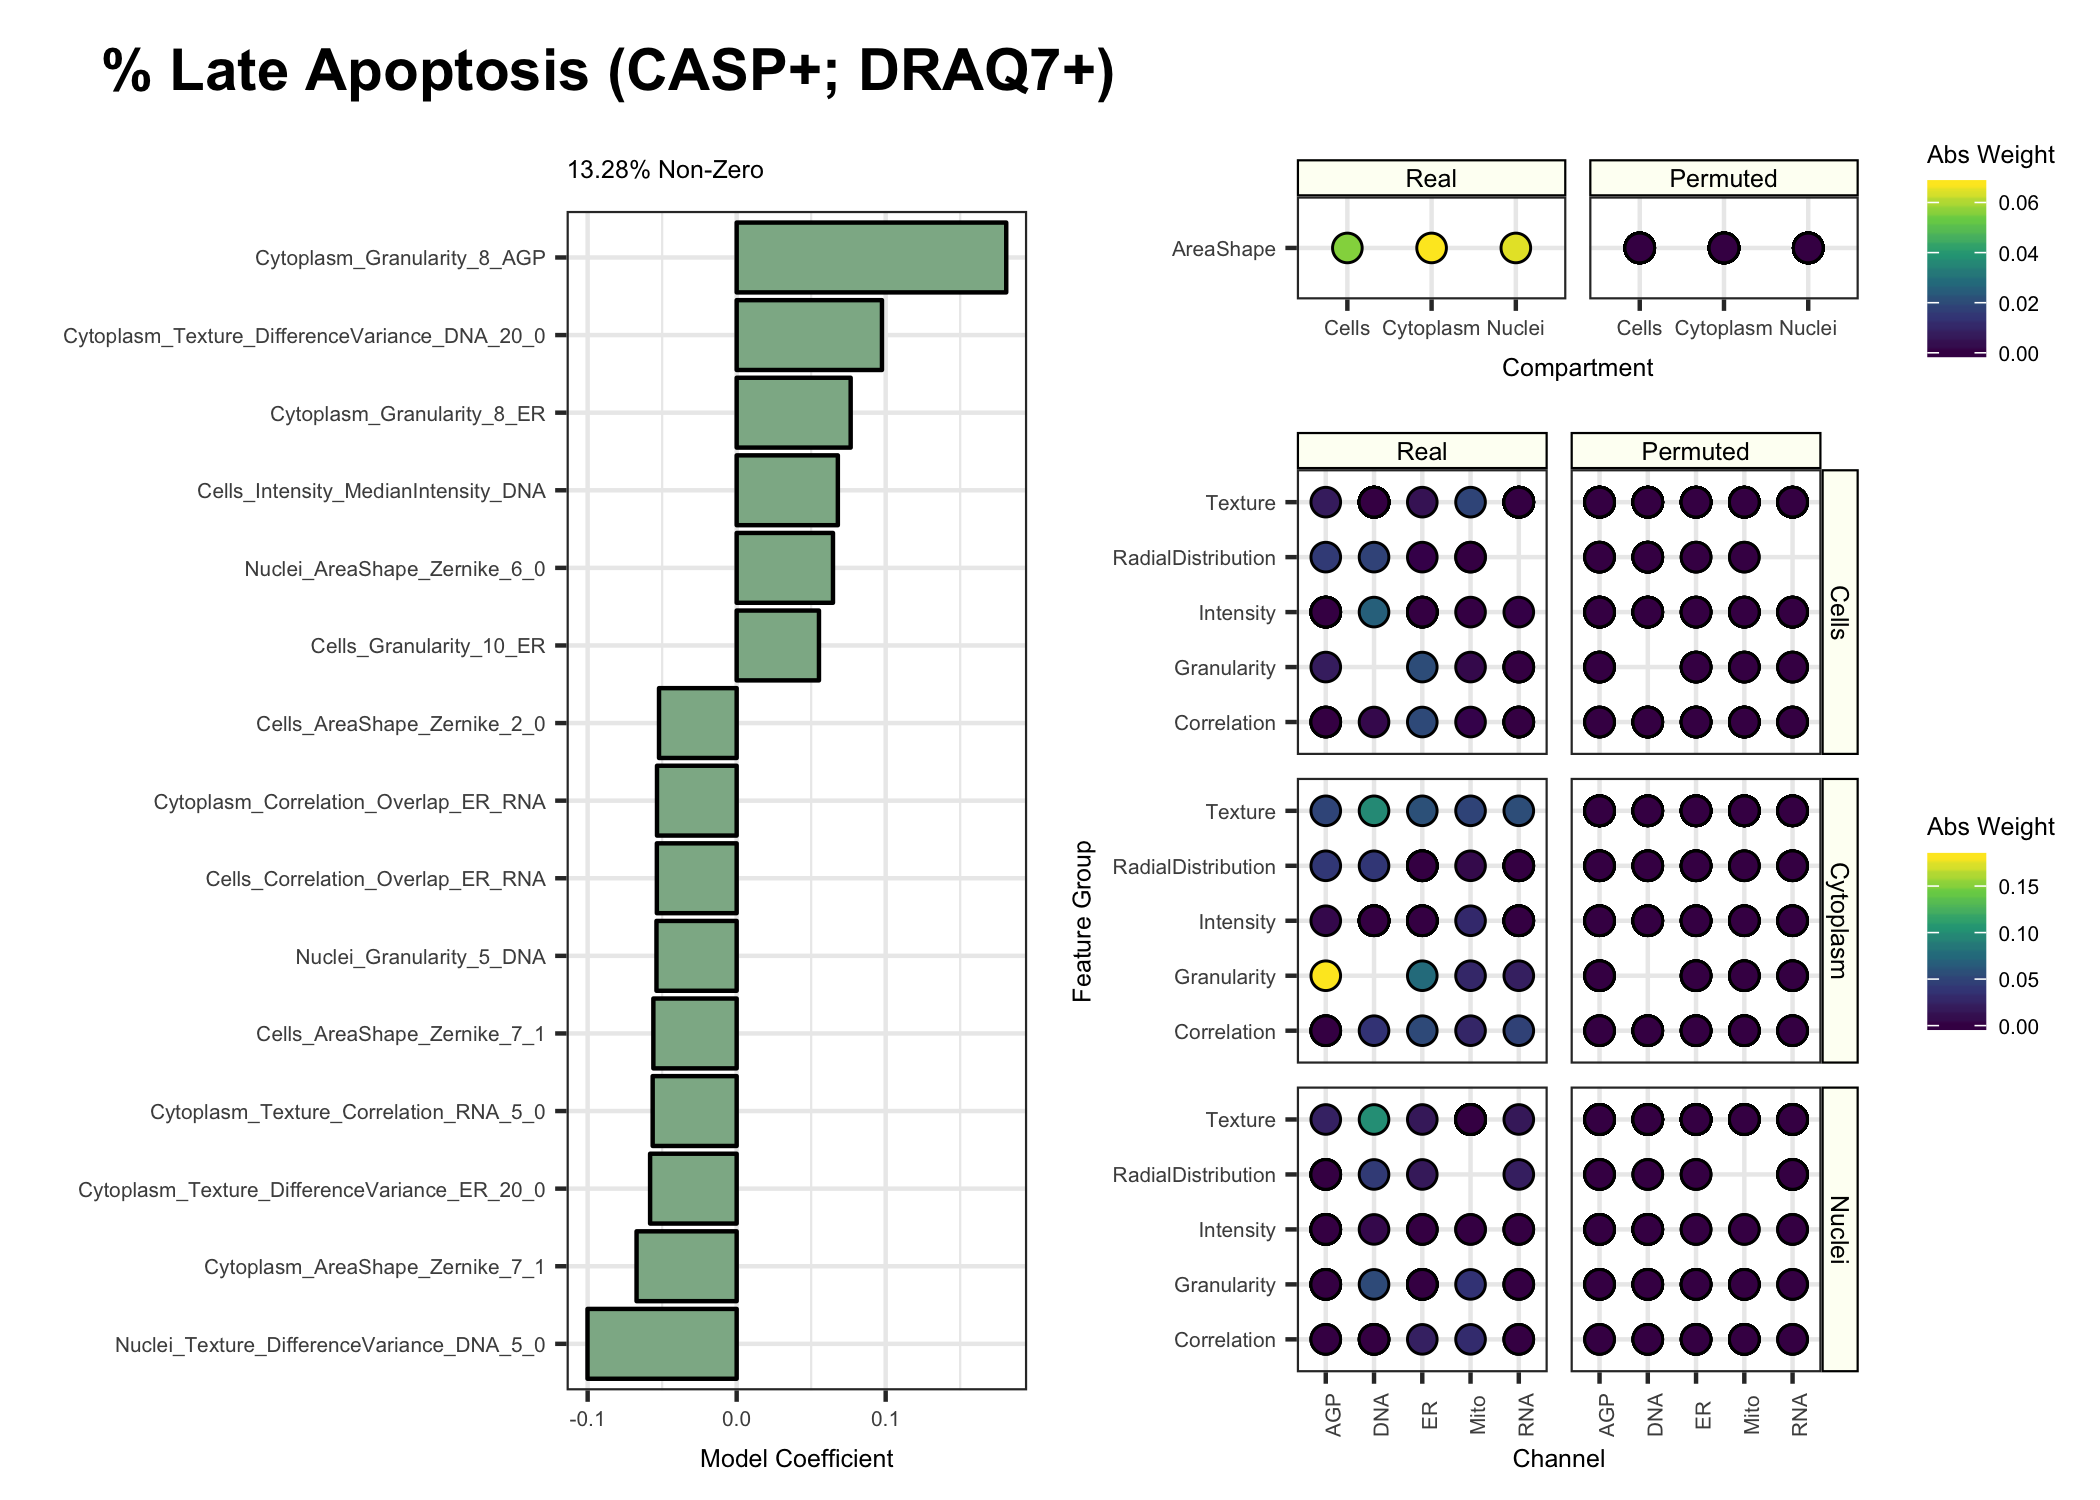 % Late Apoptosis (CASP+; DRAQ7+)
13.28% Non-Zero
Cytoplasm_Granularity_8_AGP
Cytoplasm_Texture_DifferenceVariance_DNA_20_0
Cytoplasm_Granularity_8_ER
Cells_Intensity_MedianIntensity_DNA
Nuclei_AreaShape_Zernike_6_0
Cells_Granularity_10_ER
Cells_AreaShape_Zernike_2_0
Cytoplasm_Correlation_Overlap_ER_RNA
Cells_Correlation_Overlap_ER_RNA
Nuclei_Granularity_5_DNA
Cells_AreaShape_Zernike_7_1
Cytoplasm_Texture_Correlation_RNA_5_0
Cytoplasm_Texture_DifferenceVariance_ER_20_0
Cytoplasm_AreaShape_Zernike_7_1
Nuclei_Texture_DifferenceVariance_DNA_5_0
-0.1 0.0 0.1
Model Coefficient
Real Permuted
AreaShape
Cells Cytoplasm Nuclei Cells Cytoplasm Nuclei
Compartment
Abs Weight
0.06
0.04
0.02
0.00
Real Permuted
Feature Group
Texture
RadialDistribution
Intensity
Granularity
Correlation
Cells
Texture
RadialDistribution
Intensity
Granularity
Correlation
Cytoplasm
Texture
RadialDistribution
Intensity
Granularity
Correlation
Nuclei
AGP DNA ER Mito RNA AGP DNA ER Mito RNA
Channel
Abs Weight
0.15
0.10
0.05
0.00